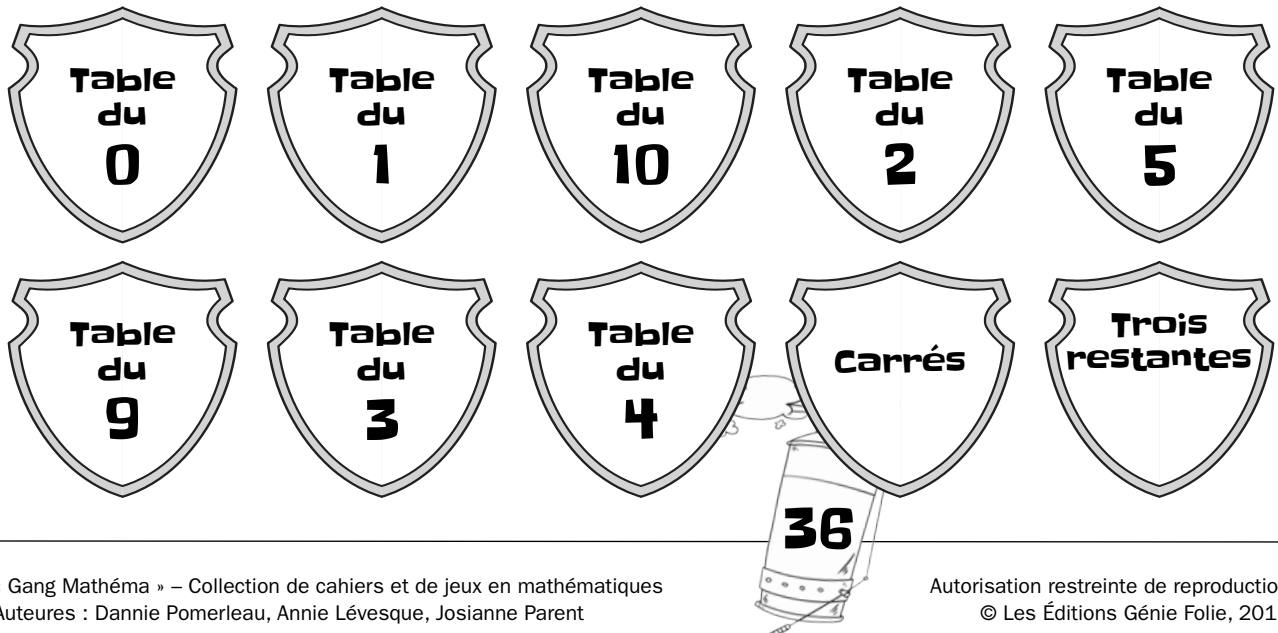 Table
du
0
Table
du
1
Table
du
10
Table
du
2
Table
du
5
Table
du
9
Table
du
3
Table
du
4
Carrés
Trois
restantes
36
Gang Mathéma » – Collection de cahiers et de jeux en mathématiques
Auteures : Dannie Pomerleau, Annie Lévesque, Josianne Parent
Autorisation restreinte de
© Les Éditions Génie Folie,